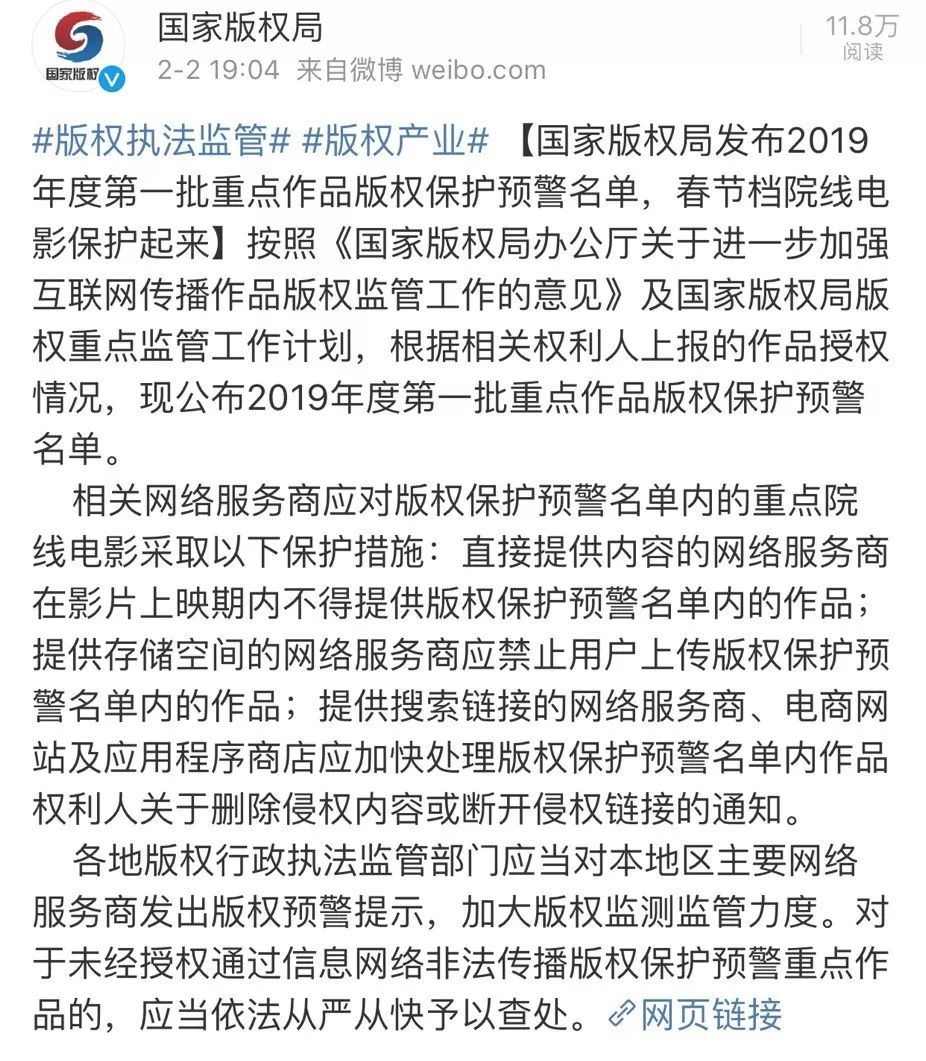 国家版权局
11.8万
阅读
国家版权
2-2 19:04 来自微博 weibo.com
#版权执法监管# #版权产业# 【国家版权局发布2019
年度第一批重点作品版权保护预警名单，春节档院线电
影保护起来】按照《国家版权局办公厅关于进一步加强
互联网传播作品版权监管工作的意见》及国家版权局版
权重点监管工作计划，根据相关权利人上报的作品授权
情况，现公布2019年度第一批重点作品版权保护预警
名单。
相关网络服务商应对版权保护预警名单内的重点院
线电影采取以下保护措施：直接提供内容的网络服务商
在影片上映期内不得提供版权保护预警名单内的作品；
提供存储空间的网络服务商应禁止用户上传版权保护预
警名单内的作品；提供搜索链接的网络服务商、电商网
站及应用程序商店应加快处理版权保护预警名单内作品
权利人关于删除侵权内容或断开侵权链接的通知。
各地版权行政执法监管部门应当对本地区主要网络
服务商发出版权预警提示，加大版权监测监管力度。对
于未经授权通过信息网络非法传播版权保护预警重点作
品的，应当依法从严从快予以查处。网页链接